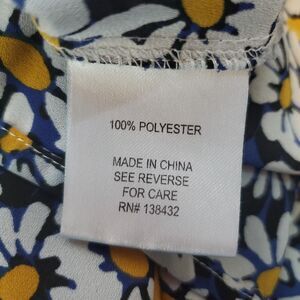 100% POLYESTER
MADE IN CHINA
SEE REVERSE
FOR CARE
RN# 138432